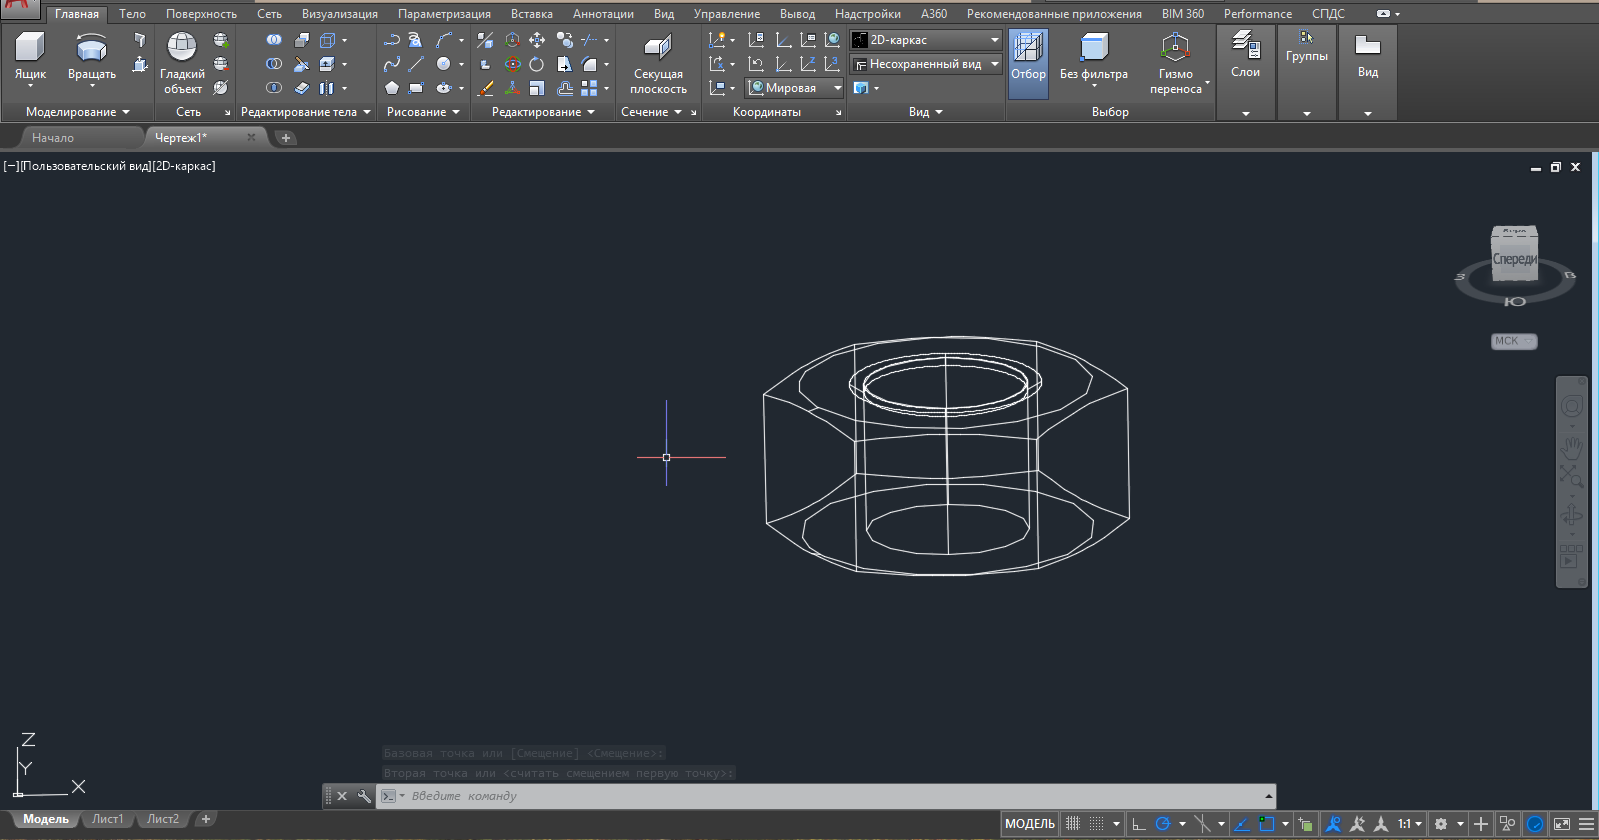 Главная Тело Поверхность Сеть Визуализация Параметризация Вставка Аннотации Вид Управление Вывод Надстройки A360 Рекомендованные приложения BIM 360 Performance СПДС
2D-каркас
Несохраненный вид
Мировая
Ящик Вращать Гладкий объект Секущая плоскость Отбор Без фильтра Гизмо переноса Слои Группы Вид
Моделирование Сеть Редактирование тела Рисование Редактирование Сечение Координаты Вид Выбор
Начало Чертеж1*
[−][Пользовательский вид][2D-каркас]
Спереди
З В
Ю
МСК
Z
Y
X
Базовая точка или [Смещение] <Смещение>:
Вторая точка или <считать смещением первую точку>:
Введите команду
Модель Лист1 Лист2
МОДЕЛЬ 1:1